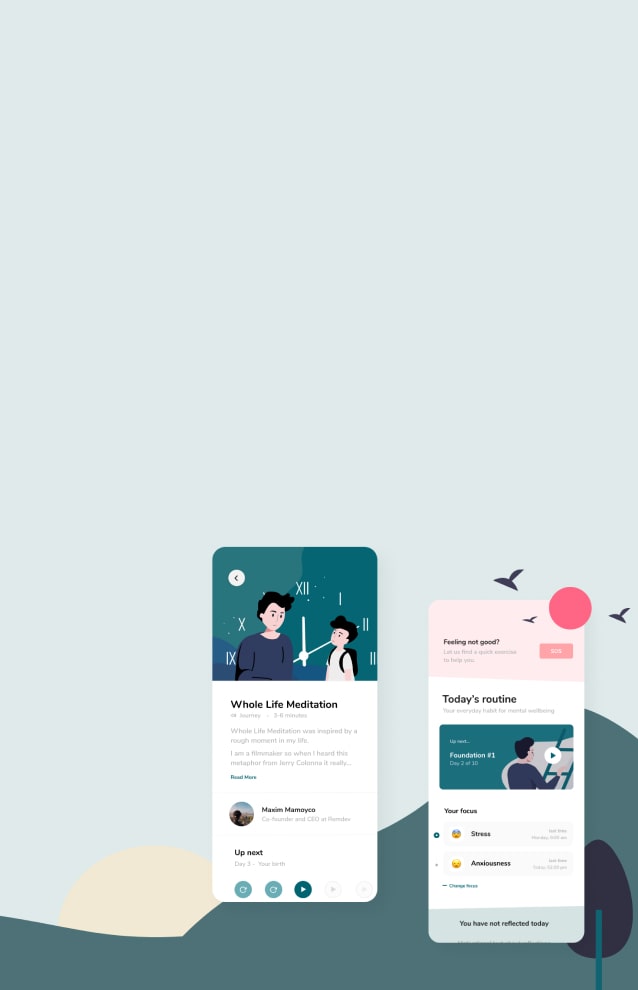 XII
I
X
II
IX
II
Whole Life Meditation
Journey · 2-6 minutes
Whole Life Meditation was inspired by a
rough moment in my life.
I am a filmmaker so when I heard this
metaphor from Jerry Colonna it really...
Read More
Maxim Mamoyco
Co-founder and CEO at Remdev
Up next
Day 3 - Your birth
Feeling not good?
Let us find a quick exercise
to help you.
SOS
Today's routine
Your everyday habit for mental wellbeing
Up next...
Foundation #1
Day 2 of 10
Your focus
Stress
last time
Monday, 9:00 am
Anxiousness
last time
Today, 02:00 pm
Change focus
You have not reflected today